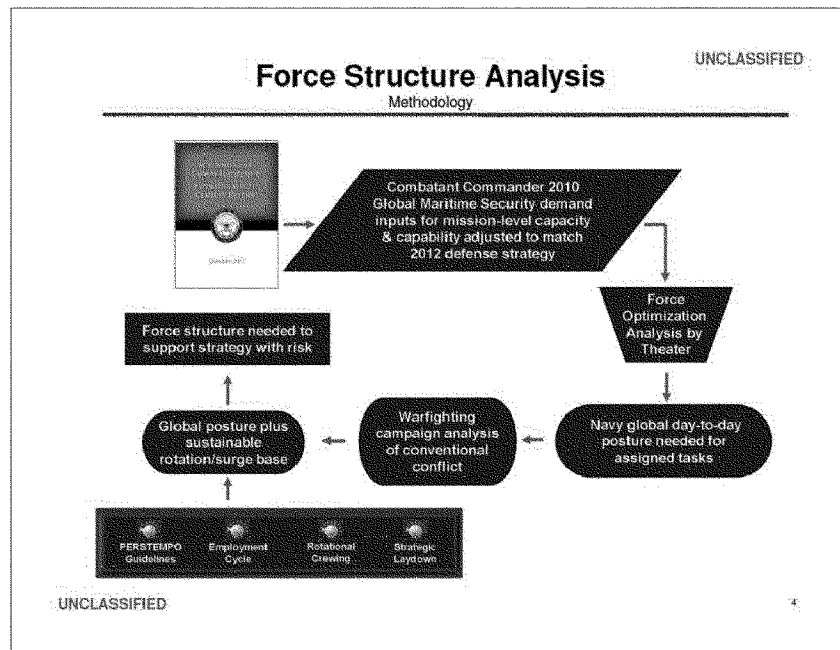 UNCLASSIFIED
Force Structure Analysis
Methodology
Combatant Commander 2010
Global Maritime Security demand
inputs for mission-level capacity
& capability adjusted to match
2012 defense strategy
Force
Optimization
Analysis by
Theater
Force structure needed to
support strategy with risk
Global posture plus
sustainable
rotation/surge base
Warfighting
campaign analysis
of conventional
conflict
Navy global day-to-day
posture needed for
assigned tasks
PERSTEMPO
Guidelines
Employment
Cycle
Rotational
Crewing
Strategic
Laydown
UNCLASSIFIED
4